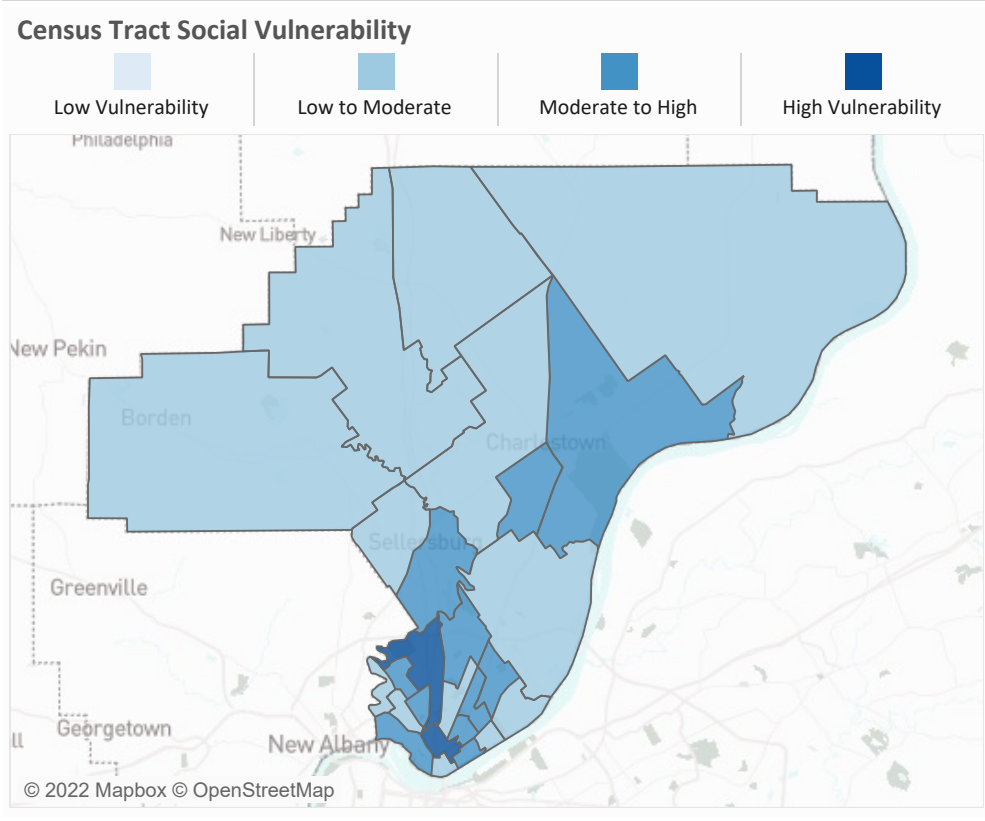 Census Tract Social Vulnerability
Low Vulnerability
Low to Moderate
Moderate to High
High Vulnerability
Philadelphia
New Liberty
New Pekin
Borden
Charlestown
Sellersburg
Greenville
Georgetown
ll
New Albany
© 2022 Mapbox © OpenStreetMap